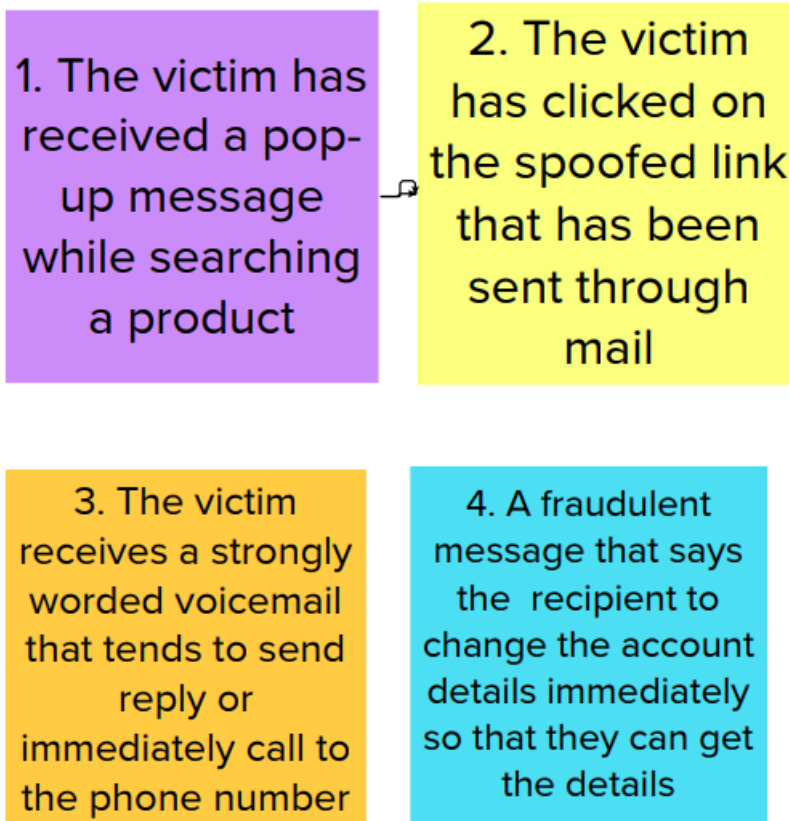 1. The victim has
received a pop-
up message
while searching
a product
2. The victim
has clicked on
the spoofed link
that has been
sent through
mail
3. The victim
receives a strongly
worded voicemail
that tends to send
reply or
immediately call to
the phone number
4. A fraudulent
message that says
the  recipient to
change the account
details immediately
so that they can get
the details